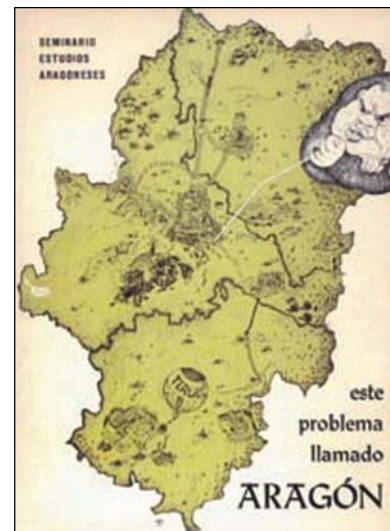 SEMINARIO
ESTUDIOS
ARAGONESES
este
problema
llamado
ARAGÓN